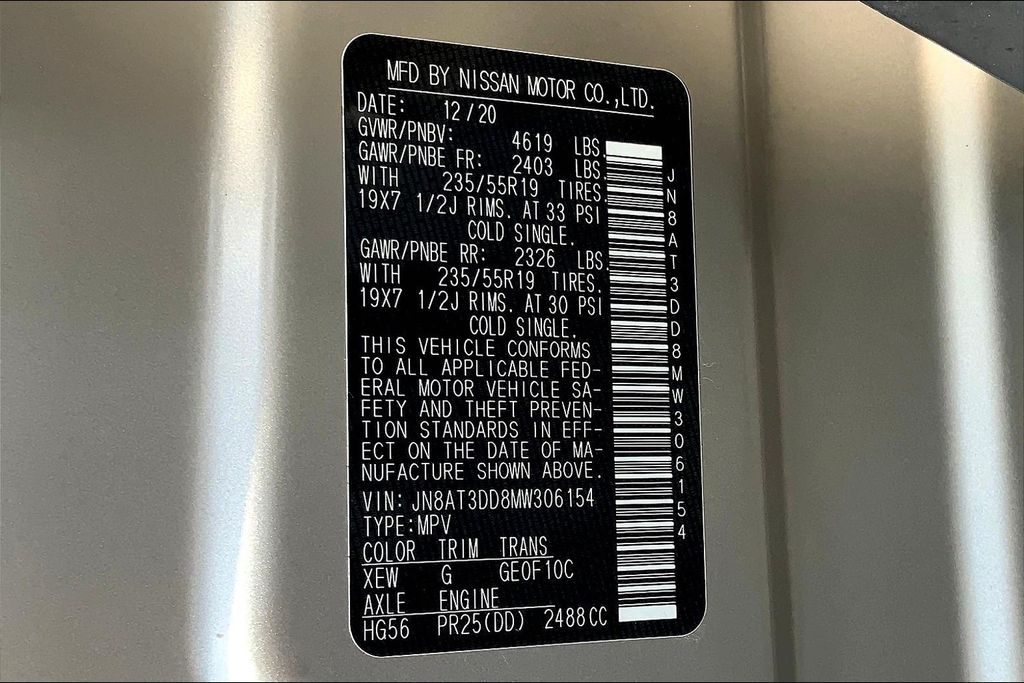 MFD BY NISSAN MOTOR CO.,LTD.
DATE: 12/20
GVWR/PNBV: 4619 LBS.
GAWR/PNBE FR: 2403 LBS.
WITH 235/55R19 TIRES.
19X7 1/2J RIMS. AT 33 PSI
COLD SINGLE.
GAWR/PNBE RR: 2326 LBS.
WITH 235/55R19 TIRES.
19X7 1/2J RIMS. AT 30 PSI
COLD SINGLE.
THIS VEHICLE CONFORMS
TO ALL APPLICABLE FED-
ERAL MOTOR VEHICLE SA-
FETY AND THEFT PREVEN-
TION STANDARDS IN EFF-
ECT ON THE DATE OF MA-
NUFACTURE SHOWN ABOVE.
VIN: JN8AT3DD8MW306154
TYPE:MPV
COLOR TRIM TRANS
XEW G GE0F10C
AXLE ENGINE
HG56 PR25(DD) 2488CC
JN8AT3DD8MW306154